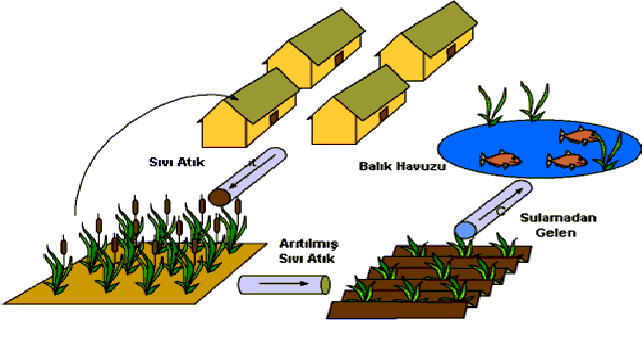 Sıvı Atık
Balık Havuzu
Sulamadan
Gelen
Arıtılmış
Sıvı Atık